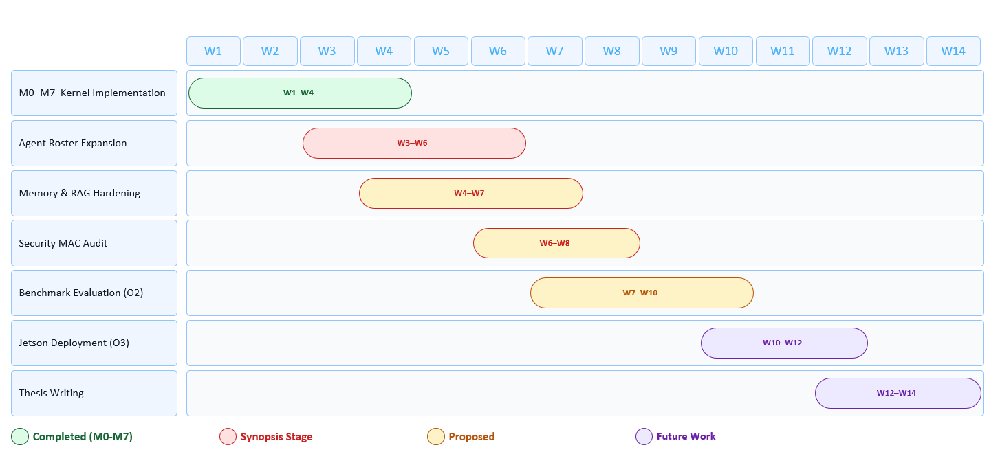 W1 W2 W3 W4 W5 W6 W7 W8 W9 W10 W11 W12 W13 W14
M0–M7  Kernel Implementation W1–W4
Agent Roster Expansion W3–W6
Memory & RAG Hardening W4–W7
Security MAC Audit W6–W8
Benchmark Evaluation (O2) W7–W10
Jetson Deployment (O3) W10–W12
Thesis Writing W12–W14
Completed (M0-M7) Synopsis Stage Proposed Future Work